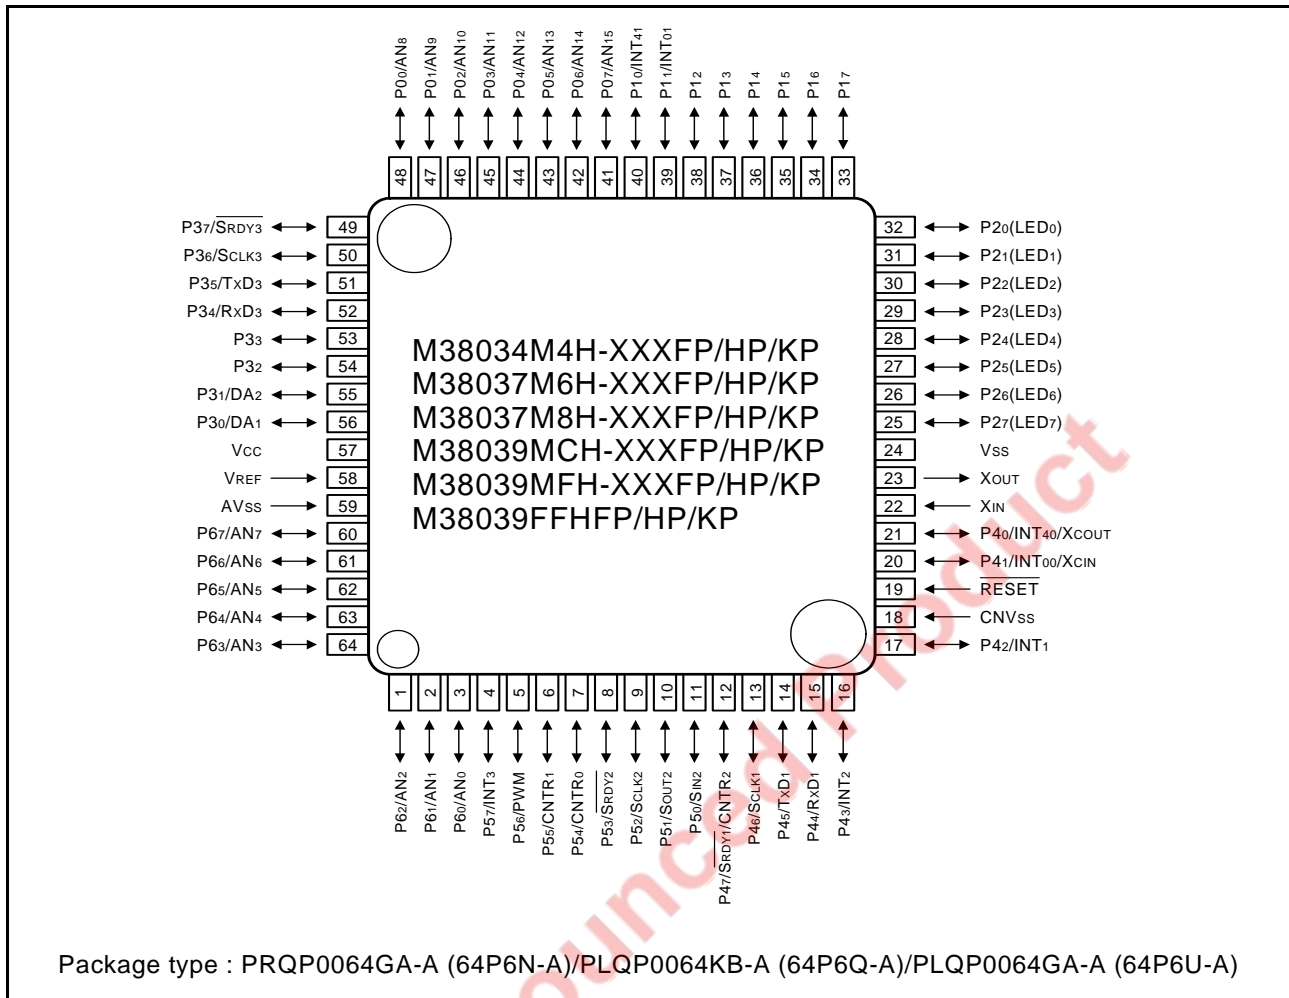 P00/AN8
P01/AN9
P02/AN10
P03/AN11
P04/AN12
P05/AN13
P06/AN14
P07/AN15
P10/INT41
P11/INT01
P12
P13
P14
P15
P16
P17
48 47 46 45 44 43 42 41 40 39 38 37 36 35 34 33
P37/SRDY3 49
P36/SCLK3 50
P35/TxD3 51
P34/RxD3 52
P33 53
P32 54
P31/DA2 55
P30/DA1 56
VCC 57
VREF 58
AVSS 59
P67/AN7 60
P66/AN6 61
P65/AN5 62
P64/AN4 63
P63/AN3 64
M38034M4H-XXXFP/HP/KP
M38037M6H-XXXFP/HP/KP
M38037M8H-XXXFP/HP/KP
M38039MCH-XXXFP/HP/KP
M38039MFH-XXXFP/HP/KP
M38039FFHFP/HP/KP
32 P20(LED0)
31 P21(LED1)
30 P22(LED2)
29 P23(LED3)
28 P24(LED4)
27 P25(LED5)
26 P26(LED6)
25 P27(LED7)
24 VSS
23 XOUT
22 XIN
21 P40/INT40/XCOUT
20 P41/INT00/XCIN
19 RESET
18 CNVSS
17 P42/INT1
1 2 3 4 5 6 7 8 9 10 11 12 13 14 15 16
P62/AN2
P61/AN1
P60/AN0
P57/INT3
P56/PWM
P55/CNTR1
P54/CNTR0
P53/SRDY2
P52/SCLK2
P51/SOUT2
P50/SIN2
P47/SRDY1/CNTR2
P46/SCLK1
P45/TxD1
P44/RxD1
P43/INT2
Package type : PRQP0064GA-A (64P6N-A)/PLQP0064KB-A (64P6Q-A)/PLQP0064GA-A (64P6U-A)
Product